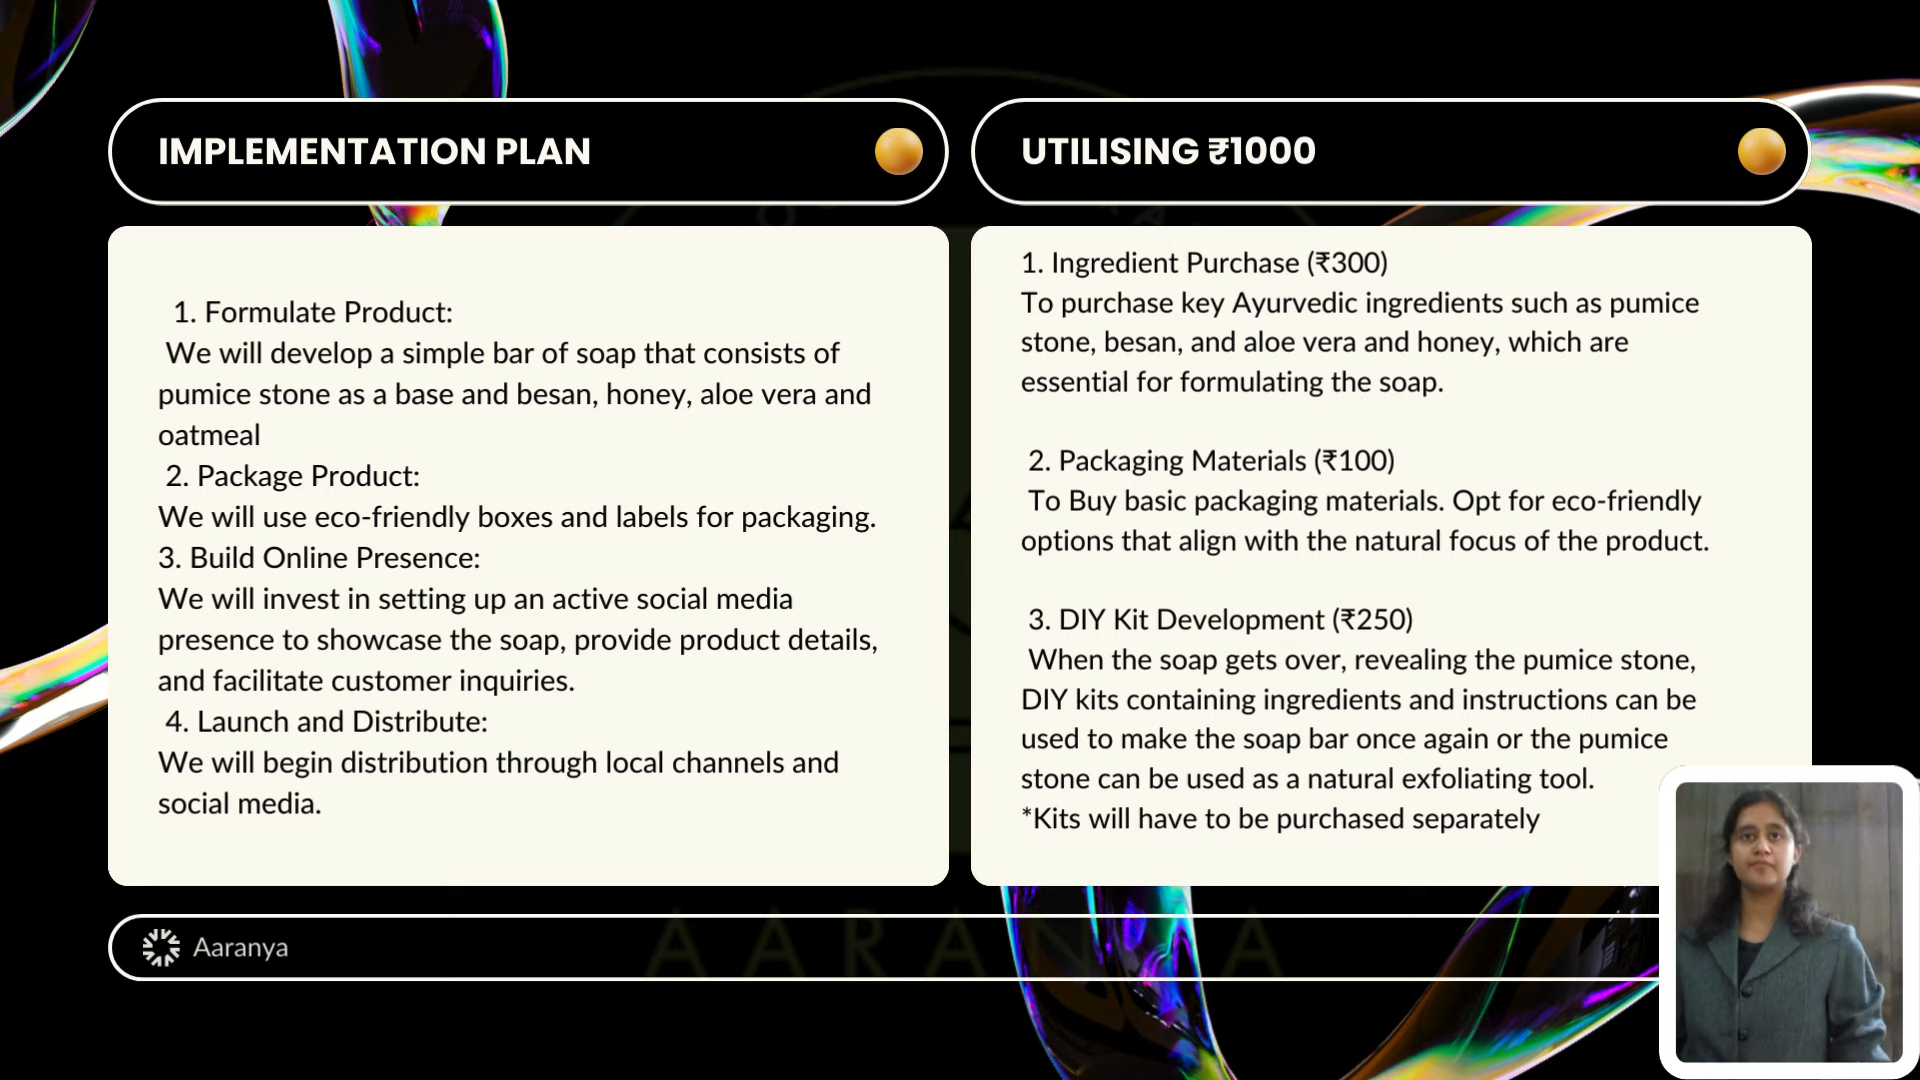 IMPLEMENTATION PLAN
1. Formulate Product:
We will develop a simple bar of soap that consists of
pumice stone as a base and besan, honey, aloe vera and
oatmeal
2. Package Product:
We will use eco-friendly boxes and labels for packaging.
3. Build Online Presence:
We will invest in setting up an active social media
presence to showcase the soap, provide product details,
and facilitate customer inquiries.
4. Launch and Distribute:
We will begin distribution through local channels and
social media.
UTILISING ₹1000
1. Ingredient Purchase (₹300)
To purchase key Ayurvedic ingredients such as pumice
stone, besan, and aloe vera and honey, which are
essential for formulating the soap.
2. Packaging Materials (₹100)
To Buy basic packaging materials. Opt for eco-friendly
options that align with the natural focus of the product.
3. DIY Kit Development (₹250)
When the soap gets over, revealing the pumice stone,
DIY kits containing ingredients and instructions can be
used to make the soap bar once again or the pumice
stone can be used as a natural exfoliating tool.
*Kits will have to be purchased separately
Aaranya
AARANYA